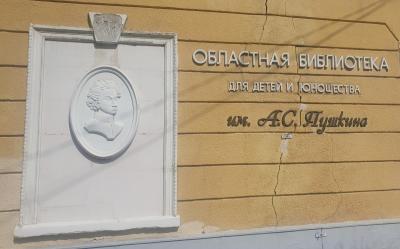 ОБЛАСТНАЯ БИБЛИОТЕКА
ДЛЯ ДЕТЕЙ И ЮНОШЕСТВА
им. А.С. Пушкина